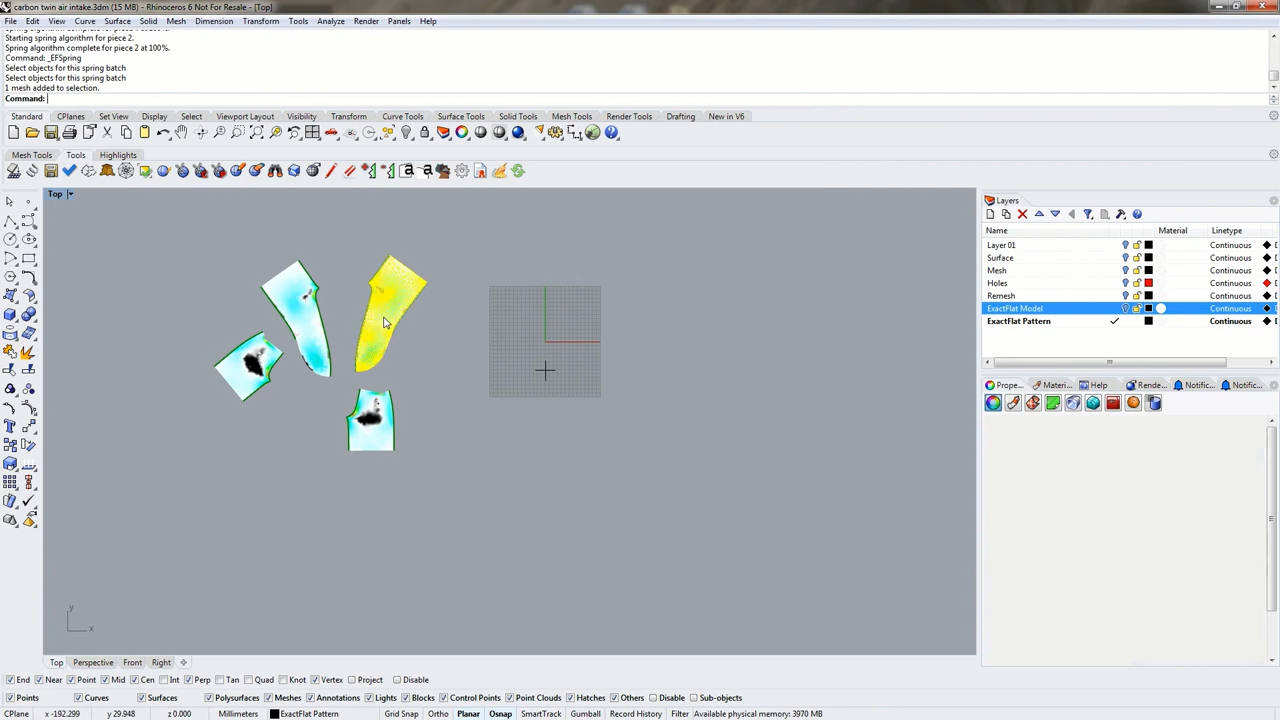 carbon twin air intake.3dm (15 MB) - Rhinoceros 6 Not For Resale - [Top]
File Edit View Curve Surface Solid Mesh Dimension Transform Tools Analyze Render Panels Help
Starting spring algorithm for piece 2.
Spring algorithm complete for piece 2 at 100%.
Command: _EFSpring
Select objects for this spring batch
Select objects for this spring batch
1 mesh added to selection.
Command:
Standard CPlanes Set View Display Select Viewport Layout Visibility Transform Curve Tools Surface Tools Solid Tools Mesh Tools Render Tools Drafting New in V6
Mesh Tools Tools Highlights
Top
Layers
Name Material Linetype
Layer 01 Continuous
Surface Continuous
Mesh Continuous
Holes Continuous
Remesh Continuous
ExactFlat Model Continuous
ExactFlat Pattern Continuous
Prope... Materi... Help Rende... Notific... Notific...
y
x
Top Perspective Front Right
End Near Point Mid Cen Int Perp Tan Quad Knot Vertex Project Disable
Points Curves Surfaces Polysurfaces Meshes Annotations Lights Blocks Control Points Point Clouds Hatches Others Disable Sub-objects
CPlane x -192.299 y 29.948 z 0.000 Millimeters ExactFlat Pattern Grid Snap Ortho Planar Osnap SmartTrack Gumball Record History Filter Available physical memory: 3970 MB